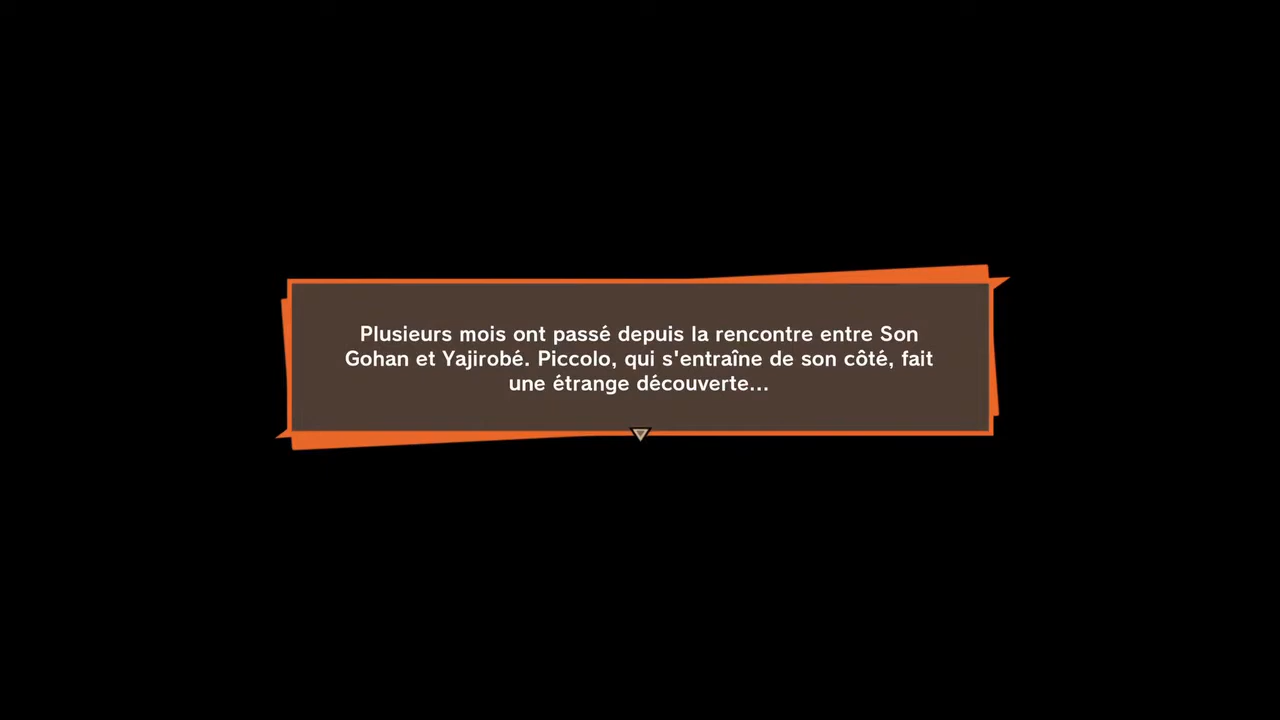 Plusieurs mois ont passé depuis la rencontre entre Son
Gohan et Yajirobé. Piccolo, qui s'entraîne de son côté, fait
une étrange découverte...